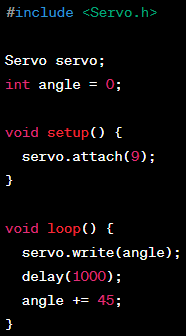 #include <Servo.h>

Servo servo;
int angle = 0;

void setup() {
  servo.attach(9);
}

void loop() {
  servo.write(angle);
  delay(1000);
  angle += 45;
}